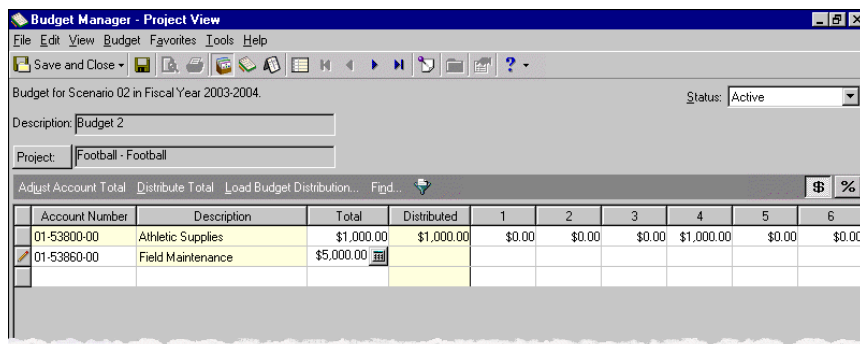 Budget Manager - Project View
File Edit View Budget Favorites Tools Help
Save and Close
Budget for Scenario 02 in Fiscal Year 2003-2004.
Status: Active
Description: Budget 2
Project: Football - Football
Adjust Account Total Distribute Total Load Budget Distribution... Find... $ %
Account Number Description Total Distributed 1 2 3 4 5 6
01-53800-00 Athletic Supplies $1,000.00 $1,000.00 $0.00 $0.00 $0.00 $1,000.00 $0.00 $0.00
01-53860-00 Field Maintenance $5,000.00